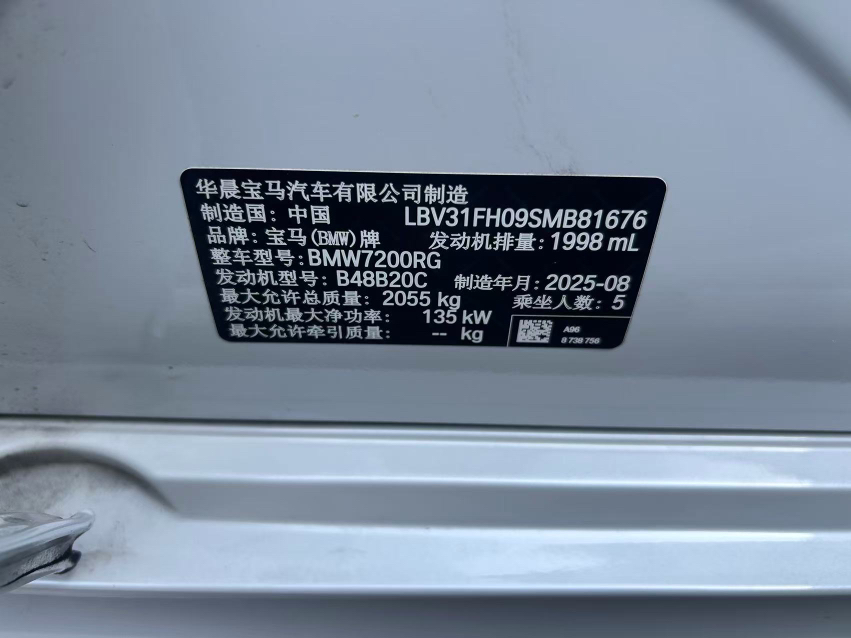 华晨宝马汽车有限公司制造
制造国: 中国 LBV31FH09SMB81676
品牌: 宝马(BMW)牌 发动机排量: 1998 mL
整车型号: BMW7200RG
发动机型号: B48B20C 制造年月: 2025-08
最大允许总质量: 2055 kg 乘坐人数: 5
发动机最大净功率: 135 kW
最大允许牵引质量: -- kg
A96
8 738 756